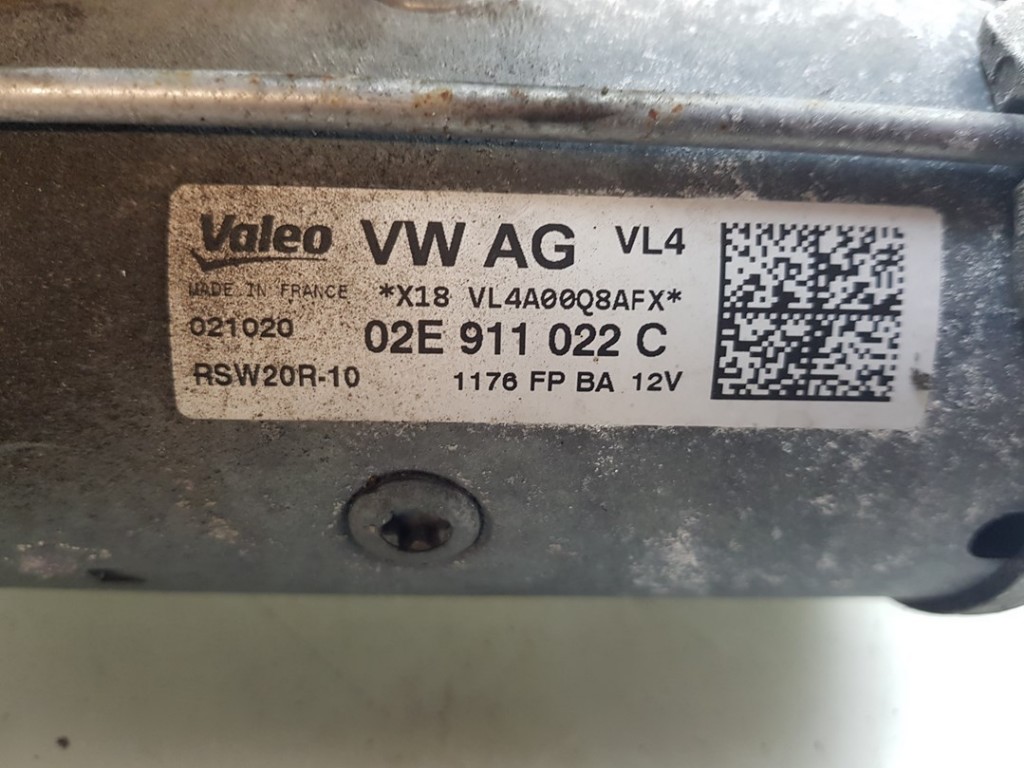 Valeo VW AG VL4
MADE IN FRANCE *X18 VL4A00Q8AFX*
021020 02E 911 022 C
RSW20R-10 1176 FP BA 12V